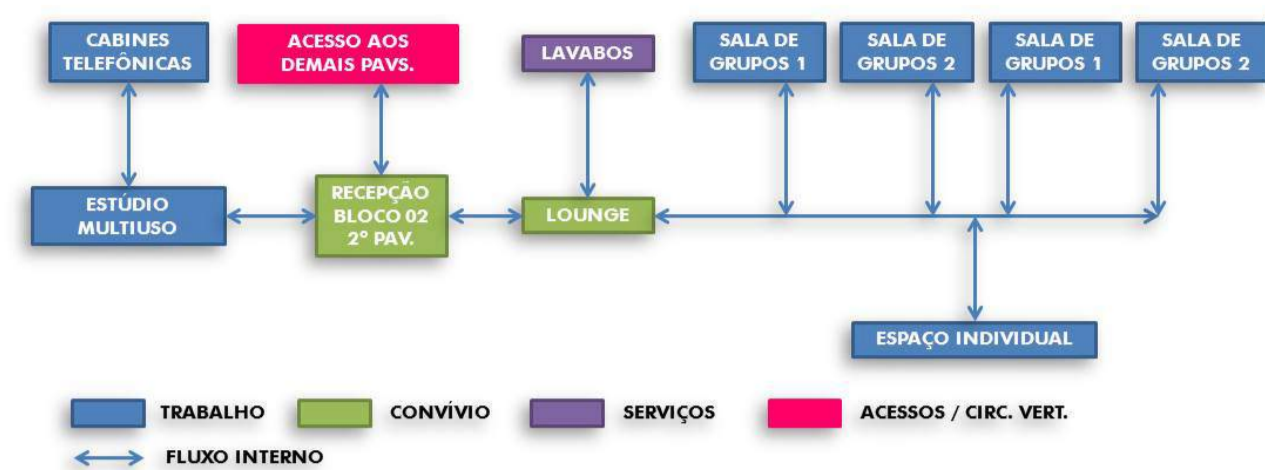 CABINES
TELEFÔNICAS
ACESSO AOS
DEMAIS PAVS.
LAVABOS
SALA DE
GRUPOS 1
SALA DE
GRUPOS 2
SALA DE
GRUPOS 1
SALA DE
GRUPOS 2
ESTÚDIO
MULTIUSO
RECEPÇÃO
BLOCO 02
2° PAV.
LOUNGE
ESPAÇO INDIVIDUAL
TRABALHO
CONVÍVIO
SERVIÇOS
ACESSOS / CIRC. VERT.
FLUXO INTERNO